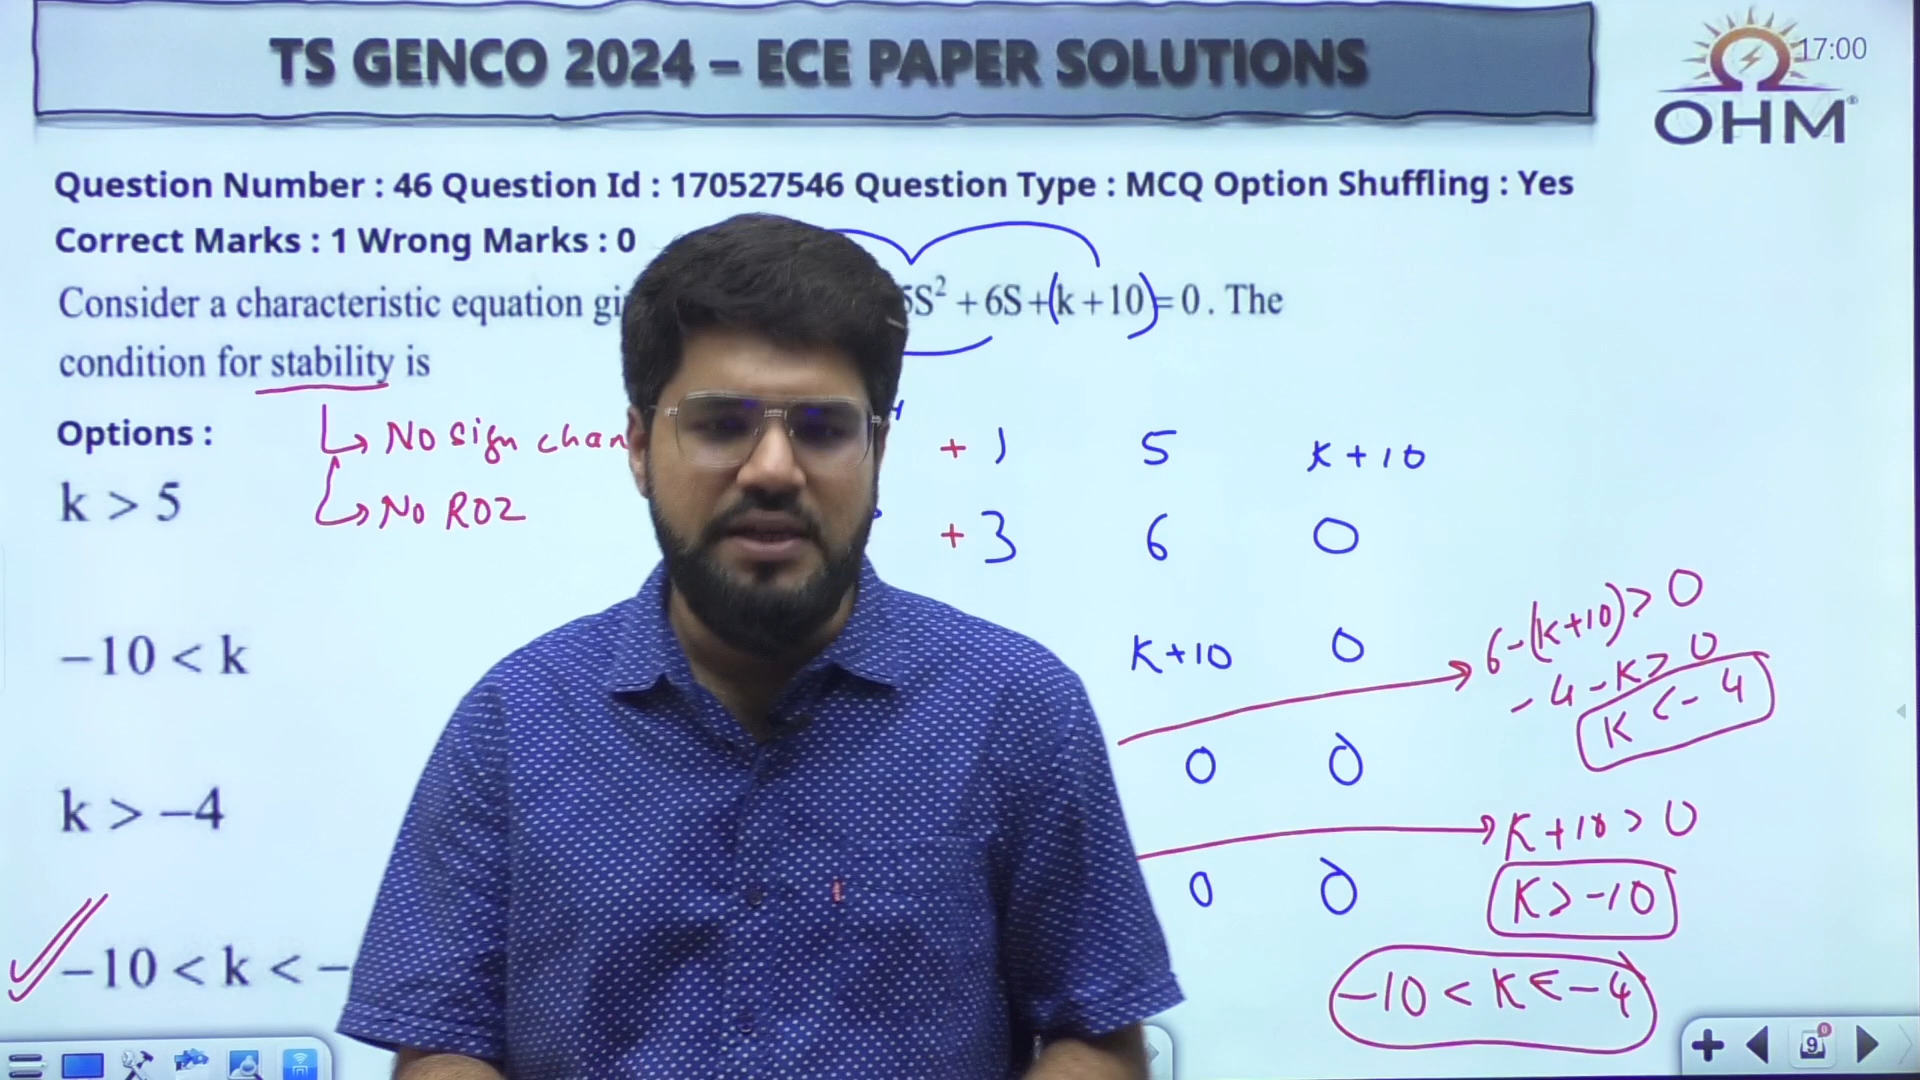 TS GENCO 2024 – ECE PAPER SOLUTIONS
17:00
OHM
Question Number : 46 Question Id : 170527546 Question Type : MCQ Option Shuffling : Yes
Correct Marks : 1 Wrong Marks : 0
Consider a characteristic equation 5S² + 6S + (k + 10) = 0 . The
condition for stability is
Options :
No sign
No ROZ
k > 5
−10 < k
k > −4
−10 < k < −
+ 1 5 K + 10
+ 3 6 0
K+10 0
0 0
0 0
6-(K+10) > 0
-4-K > 0
K < -4
K + 10 > 0
K > -10
-10 < K < -4
9
0